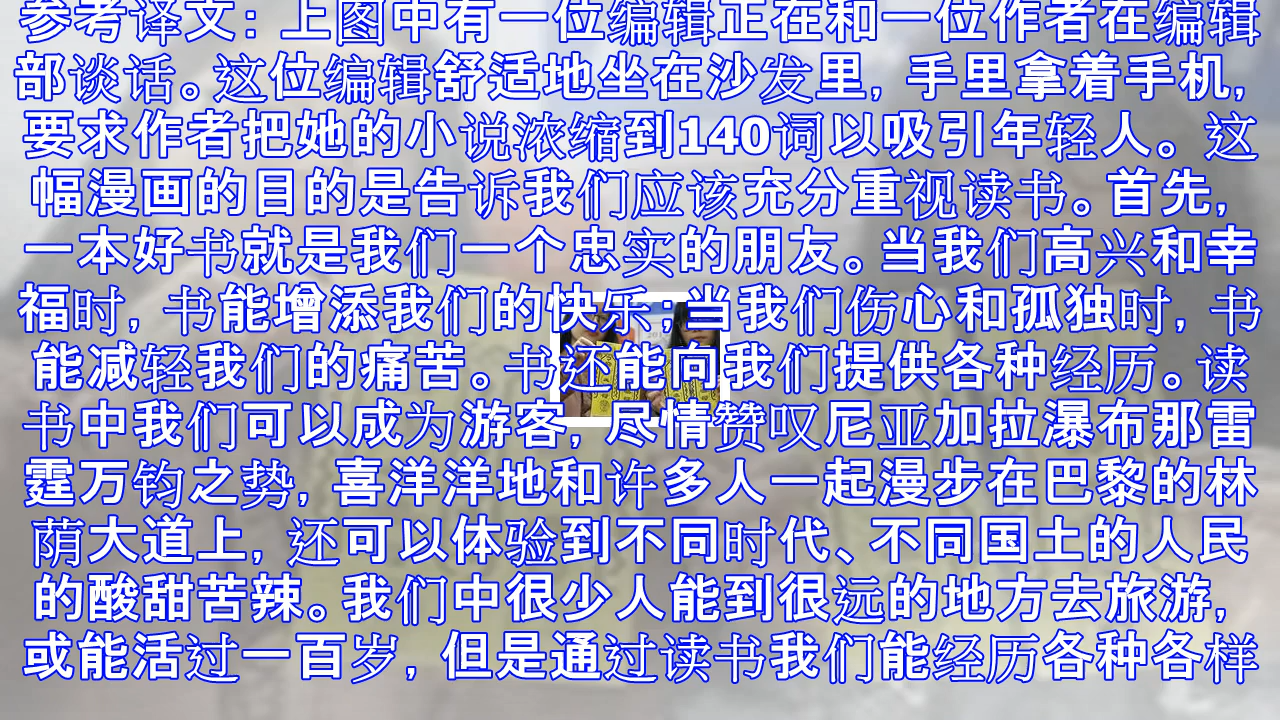 参考译文：上图中有一位编辑正在和一位作者在编辑
部谈话。这位编辑舒适地坐在沙发里，手里拿着手机，
要求作者把她的小说浓缩到140词以吸引年轻人。这
幅漫画的目的是告诉我们应该充分重视读书。首先，
一本好书就是我们一个忠实的朋友。当我们高兴和幸
福时，书能增添我们的快乐；当我们伤心和孤独时，书
能减轻我们的痛苦。书还能向我们提供各种经历。读
书中我们可以成为游客，尽情赞叹尼亚加拉瀑布那雷
霆万钧之势，喜洋洋地和许多人一起漫步在巴黎的林
荫大道上，还可以体验到不同时代、不同国土的人民
的酸甜苦辣。我们中很少人能到很远的地方去旅游，
或能活过一百岁，但是通过读书我们能经历各种各样